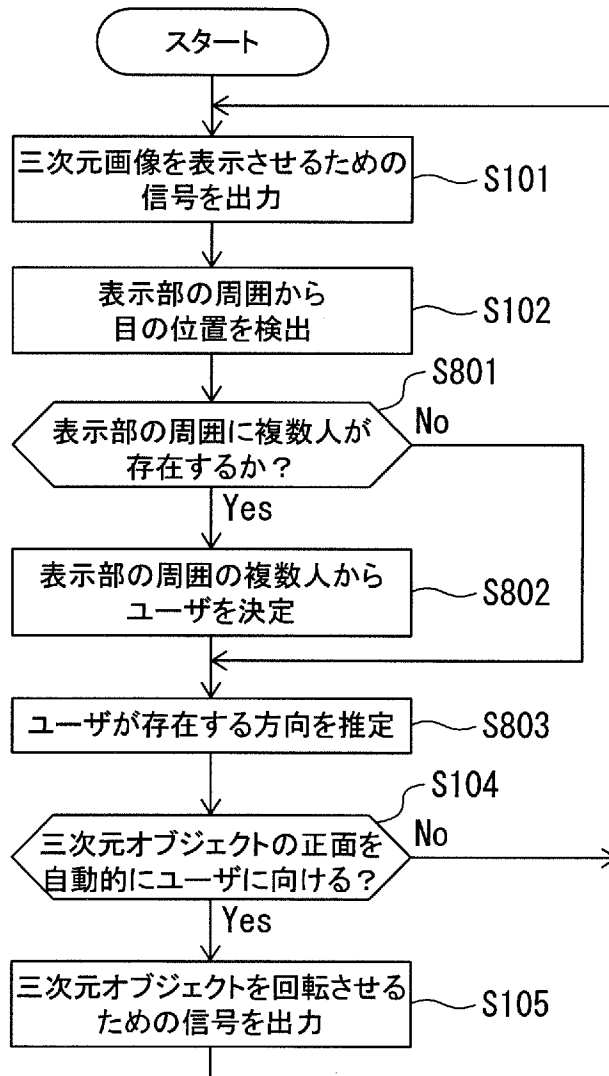 スタート
三次元画像を表示させるための
信号を出力
S101
表示部の周囲から
目の位置を検出
S102
S801
表示部の周囲に複数人が
存在するか？
No
Yes
表示部の周囲の複数人から
ユーザを決定
S802
ユーザが存在する方向を推定
S803
S104
三次元オブジェクトの正面を
自動的にユーザに向ける？
No
Yes
三次元オブジェクトを回転させる
ための信号を出力
S105